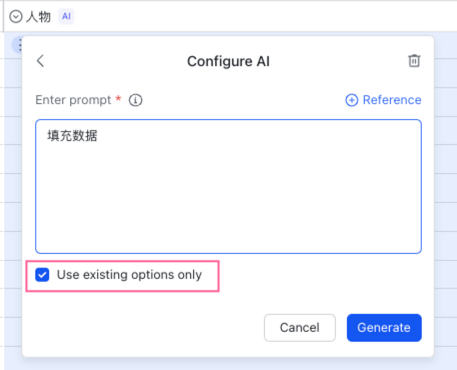 人物 AI
Configure AI
Enter prompt * Reference
填充数据
Use existing options only
Cancel Generate